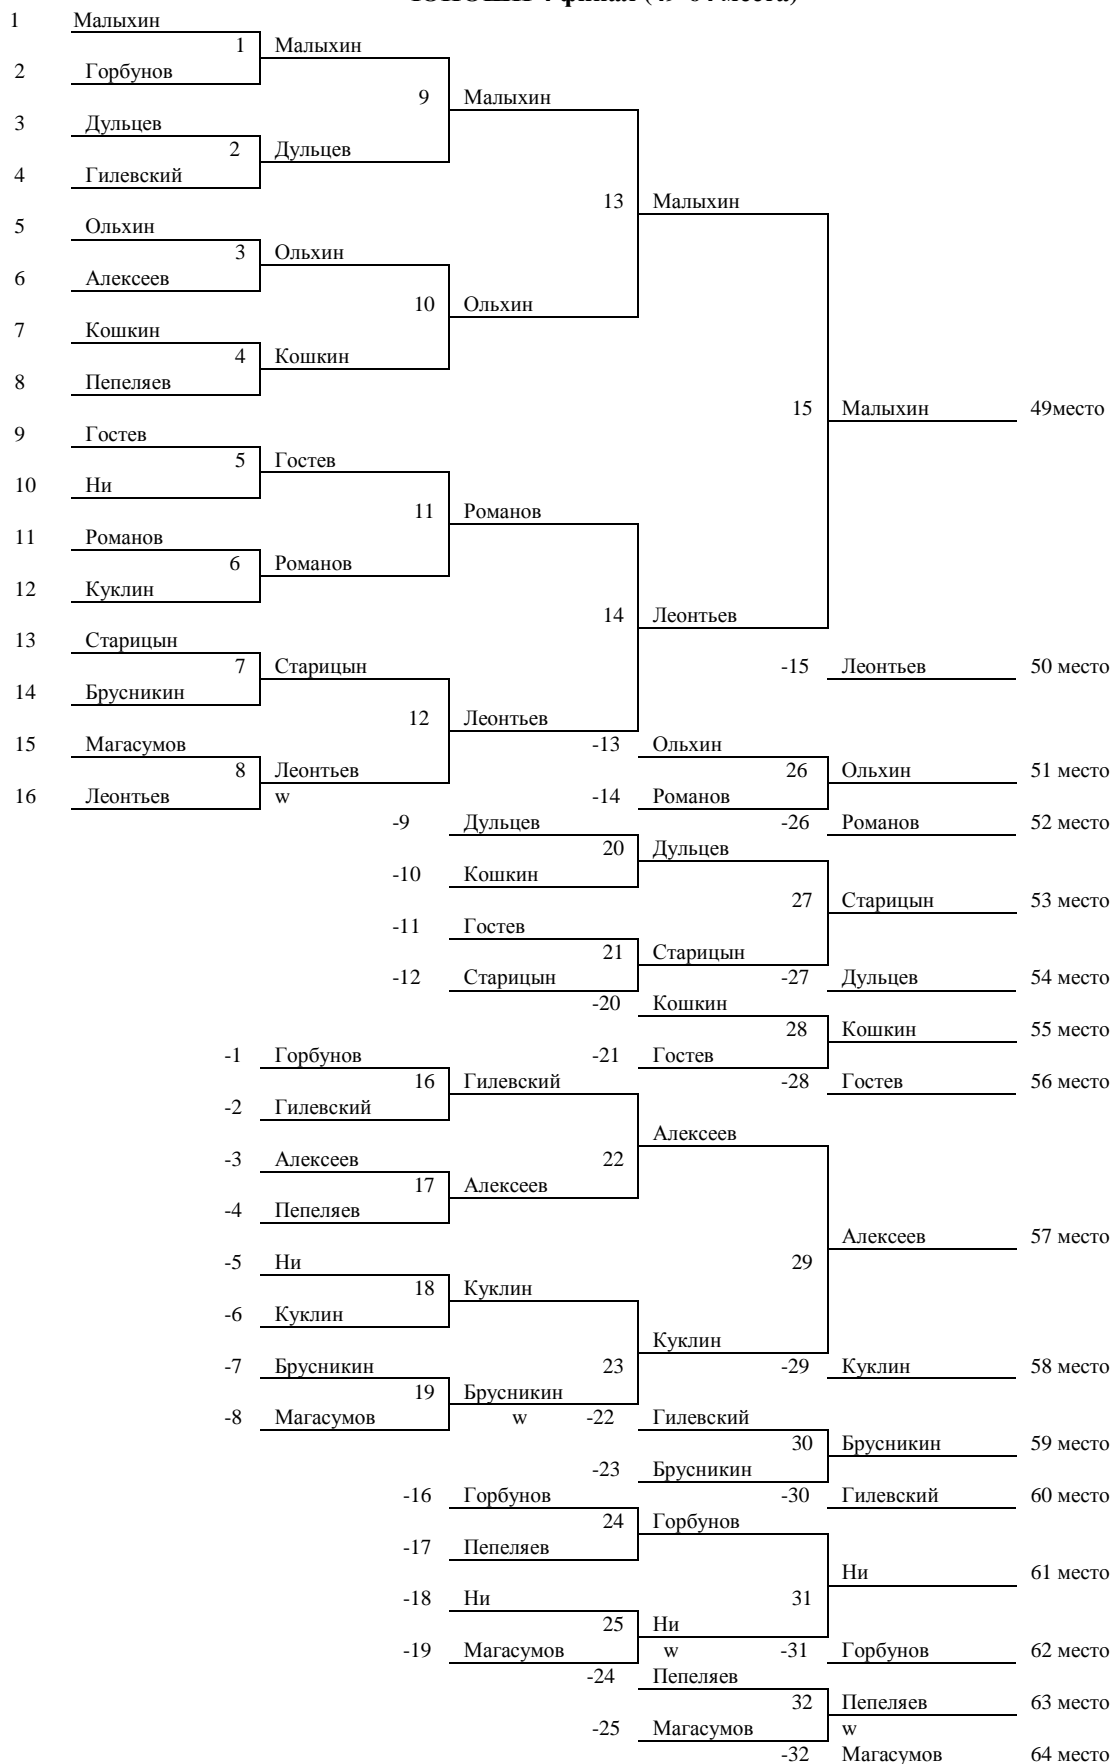 1 Малыхин
1 Малыхин
2 Горбунов
9 Малыхин
3 Дульцев
2 Дульцев
4 Гилевский
13 Малыхин
5 Ольхин
3 Ольхин
6 Алексеев
10 Ольхин
7 Кошкин
4 Кошкин
8 Пепеляев
15 Малыхин 49место
9 Гостев
5 Гостев
10 Ни
11 Романов
11 Романов
6 Романов
12 Куклин
14 Леонтьев
13 Старицын
7 Старицын -15 Леонтьев 50 место
14 Брусникин
12 Леонтьев
15 Магасумов -13 Ольхин
8 Леонтьев 26 Ольхин 51 место
16 Леонтьев w -14 Романов
-9 Дульцев -26 Романов 52 место
20 Дульцев
-10 Кошкин
27 Старицын 53 место
-11 Гостев
21 Старицын
-12 Старицын -27 Дульцев 54 место
-20 Кошкин
28 Кошкин 55 место
-1 Горбунов -21 Гостев
16 Гилевский -28 Гостев 56 место
-2 Гилевский
Алексеев
-3 Алексеев 22
17 Алексеев
-4 Пепеляев
Алексеев 57 место
-5 Ни 29
18 Куклин
-6 Куклин
Куклин
-7 Брусникин 23 -29 Куклин 58 место
19 Брусникин
-8 Магасумов w -22 Гилевский
30 Брусникин 59 место
-23 Брусникин
-16 Горбунов -30 Гилевский 60 место
24 Горбунов
-17 Пепеляев
Ни 61 место
-18 Ни 31
25 Ни
-19 Магасумов w -31 Горбунов 62 место
-24 Пепеляев
32 Пепеляев 63 место
-25 Магасумов w
-32 Магасумов 64 место